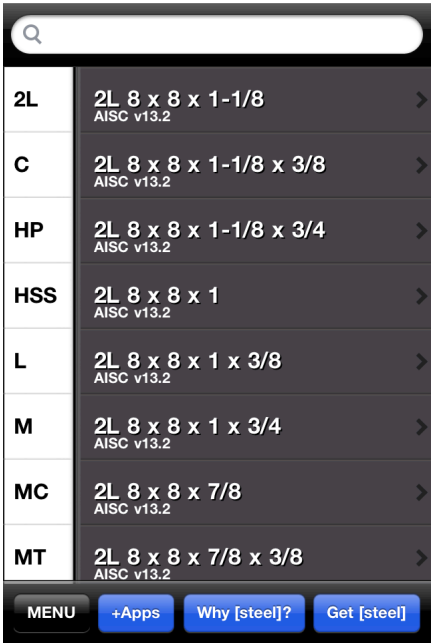 2L
2L 8 x 8 x 1-1/8
AISC v13.2
C
2L 8 x 8 x 1-1/8 x 3/8
AISC v13.2
HP
2L 8 x 8 x 1-1/8 x 3/4
AISC v13.2
HSS
2L 8 x 8 x 1
AISC v13.2
L
2L 8 x 8 x 1 x 3/8
AISC v13.2
M
2L 8 x 8 x 1 x 3/4
AISC v13.2
MC
2L 8 x 8 x 7/8
AISC v13.2
MT
2L 8 x 8 x 7/8 x 3/8
AISC v13.2
MENU +Apps Why [steel]? Get [steel]